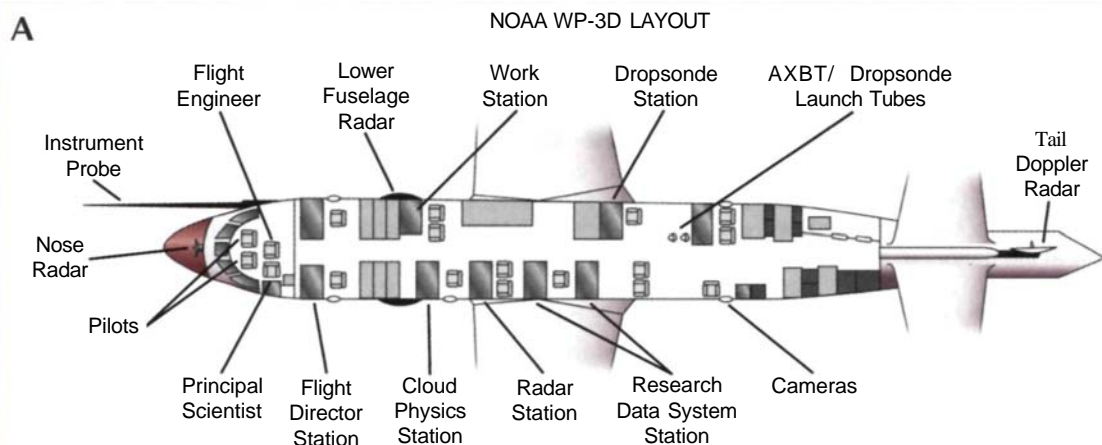 A
NOAA WP-3D LAYOUT
Flight
Engineer
Lower
Fuselage
Radar
Work
Station
Dropsonde
Station
AXBT/ Dropsonde
Launch Tubes
Instrument
Probe
Tail
Doppler
Radar
Nose
Radar
Pilots
Principal
Scientist
Flight
Director
Station
Cloud
Physics
Station
Radar
Station
Research
Data System
Station
Cameras